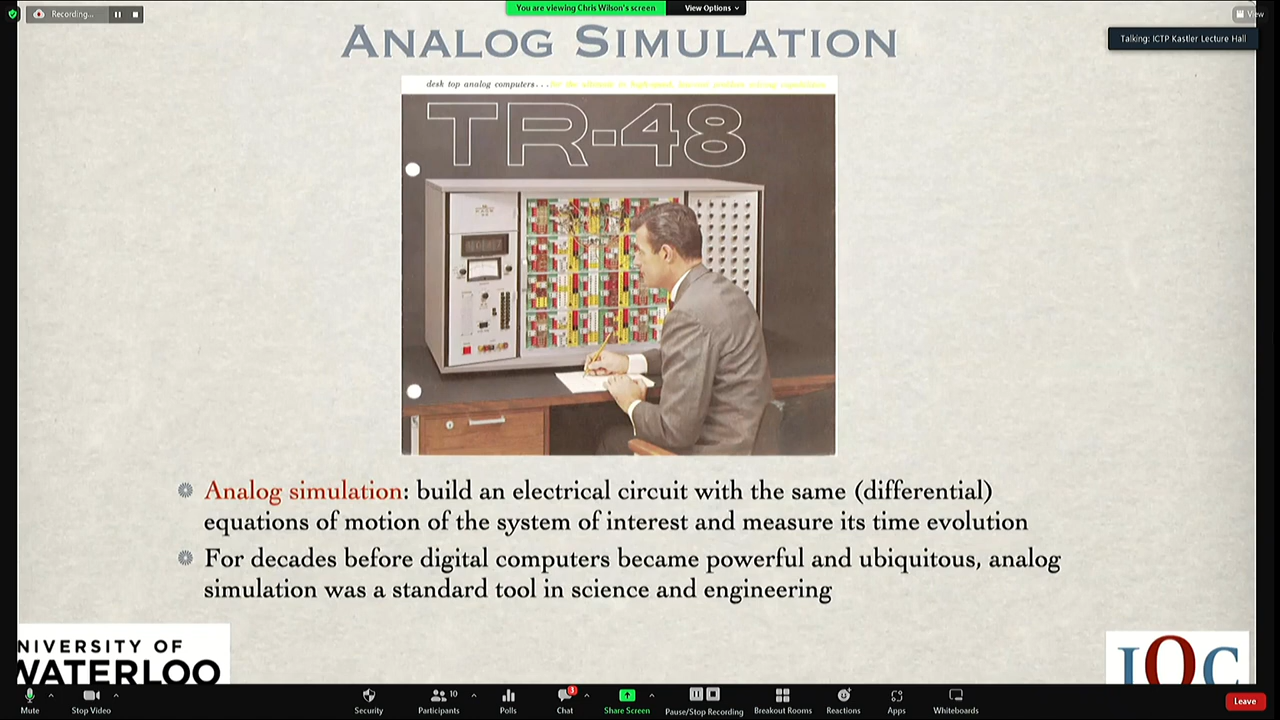 Recording...
You are viewing Chris Wilson's screen
View Options
View
Talking: ICTP Kastler Lecture Hall
ANALOG SIMULATION
desk top analog computers...
TR-48
Analog simulation: build an electrical circuit with the same (differential)
equations of motion of the system of interest and measure its time evolution
For decades before digital computers became powerful and ubiquitous, analog
simulation was a standard tool in science and engineering
NIVERSITY OF
WATERLOO
IQC
Mute
Stop Video
Security
Participants
10
Polls
Chat
3
Share Screen
Pause/Stop Recording
Breakout Rooms
Reactions
Apps
Whiteboards
Leave